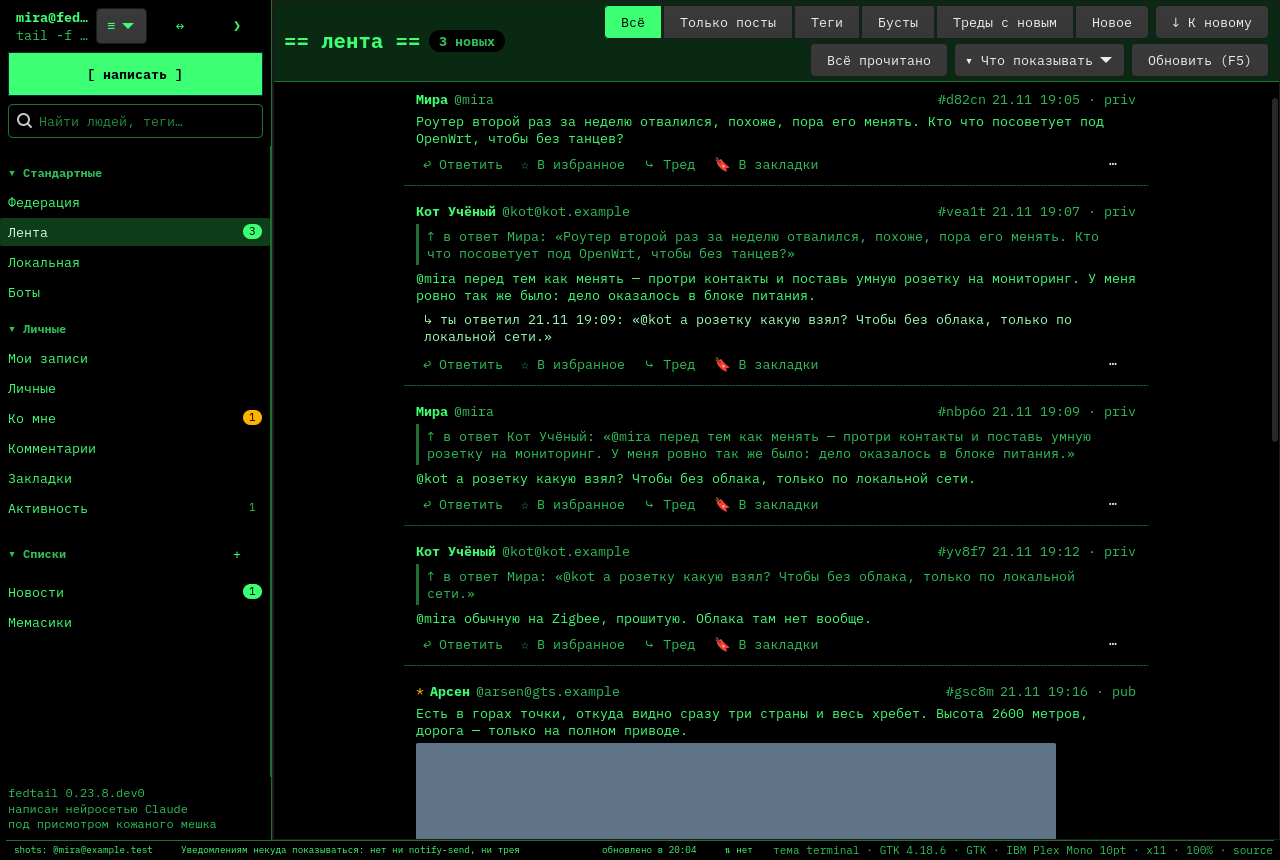 mira@fed…
tail -f …
≡
↔
❯
[ написать ]
Найти людей, теги…
▾ Стандартные
Федерация
Лента 3
Локальная
Боты
▾ Личные
Мои записи
Личные
Ко мне 1
Комментарии
Закладки
Активность 1
▾ Списки +
Новости 1
Мемасики
fedtail 0.23.8.dev0
написан нейросетью Claude
под присмотром кожаного мешка
== лента == 3 новых
Всё Только посты Теги Бусты Треды с новым Новое ↓ К новому
Всё прочитано ▾ Что показывать Обновить (F5)
Мира @mira #d82cn 21.11 19:05 · priv
Роутер второй раз за неделю отвалился, похоже, пора его менять. Кто что посоветует под
OpenWrt, чтобы без танцев?
↩ Ответить ☆ В избранное ⤷ Тред 🔖 В закладки …
Кот Учёный @kot@kot.example #vea1t 21.11 19:07 · priv
↑ в ответ Мира: «Роутер второй раз за неделю отвалился, похоже, пора его менять. Кто
что посоветует под OpenWrt, чтобы без танцев?»
@mira перед тем как менять — протри контакты и поставь умную розетку на мониторинг. У меня
ровно так же было: дело оказалось в блоке питания.
↳ ты ответил 21.11 19:09: «@kot а розетку какую взял? Чтобы без облака, только по
локальной сети.»
↩ Ответить ☆ В избранное ⤷ Тред 🔖 В закладки …
Мира @mira #nbp6o 21.11 19:09 · priv
↑ в ответ Кот Учёный: «@mira перед тем как менять — протри контакты и поставь умную
розетку на мониторинг. У меня ровно так же было: дело оказалось в блоке питания.»
@kot а розетку какую взял? Чтобы без облака, только по локальной сети.
↩ Ответить ☆ В избранное ⤷ Тред 🔖 В закладки …
Кот Учёный @kot@kot.example #yv8f7 21.11 19:12 · priv
↑ в ответ Мира: «@kot а розетку какую взял? Чтобы без облака, только по локальной
сети.»
@mira обычную на Zigbee, прошитую. Облака там нет вообще.
↩ Ответить ☆ В избранное ⤷ Тред 🔖 В закладки …
★ Арсен @arsen@gts.example #gsc8m 21.11 19:16 · pub
Есть в горах точки, откуда видно сразу три страны и весь хребет. Высота 2600 метров,
дорога — только на полном приводе.
shots: @mira@example.test Уведомлениям некуда показываться: нет ни notify-send, ни трея обновлено в 20:04 ⇅ нет тема terminal · GTK 4.18.6 · GTK · IBM Plex Mono 10pt · x11 · 100% · source